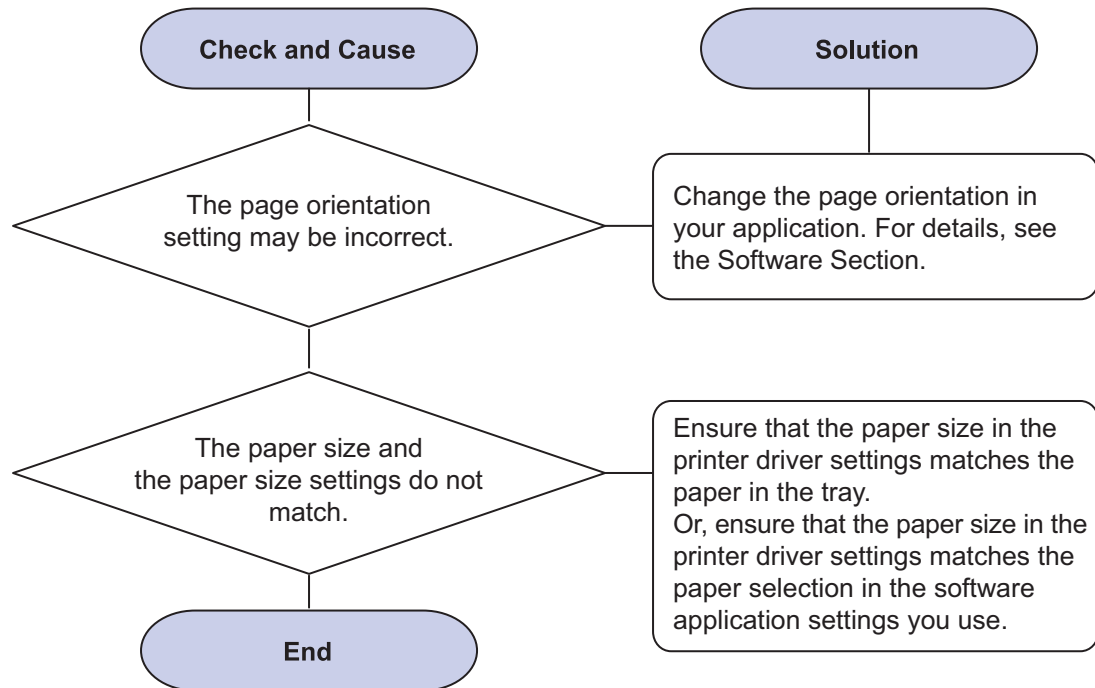 Check and Cause
Solution
The page orientation
setting may be incorrect.
Change the page orientation in
your application. For details, see
the Software Section.
The paper size and
the paper size settings do not
match.
Ensure that the paper size in the
printer driver settings matches the
paper in the tray.
Or, ensure that the paper size in the
printer driver settings matches the
paper selection in the software
application settings you use.
End